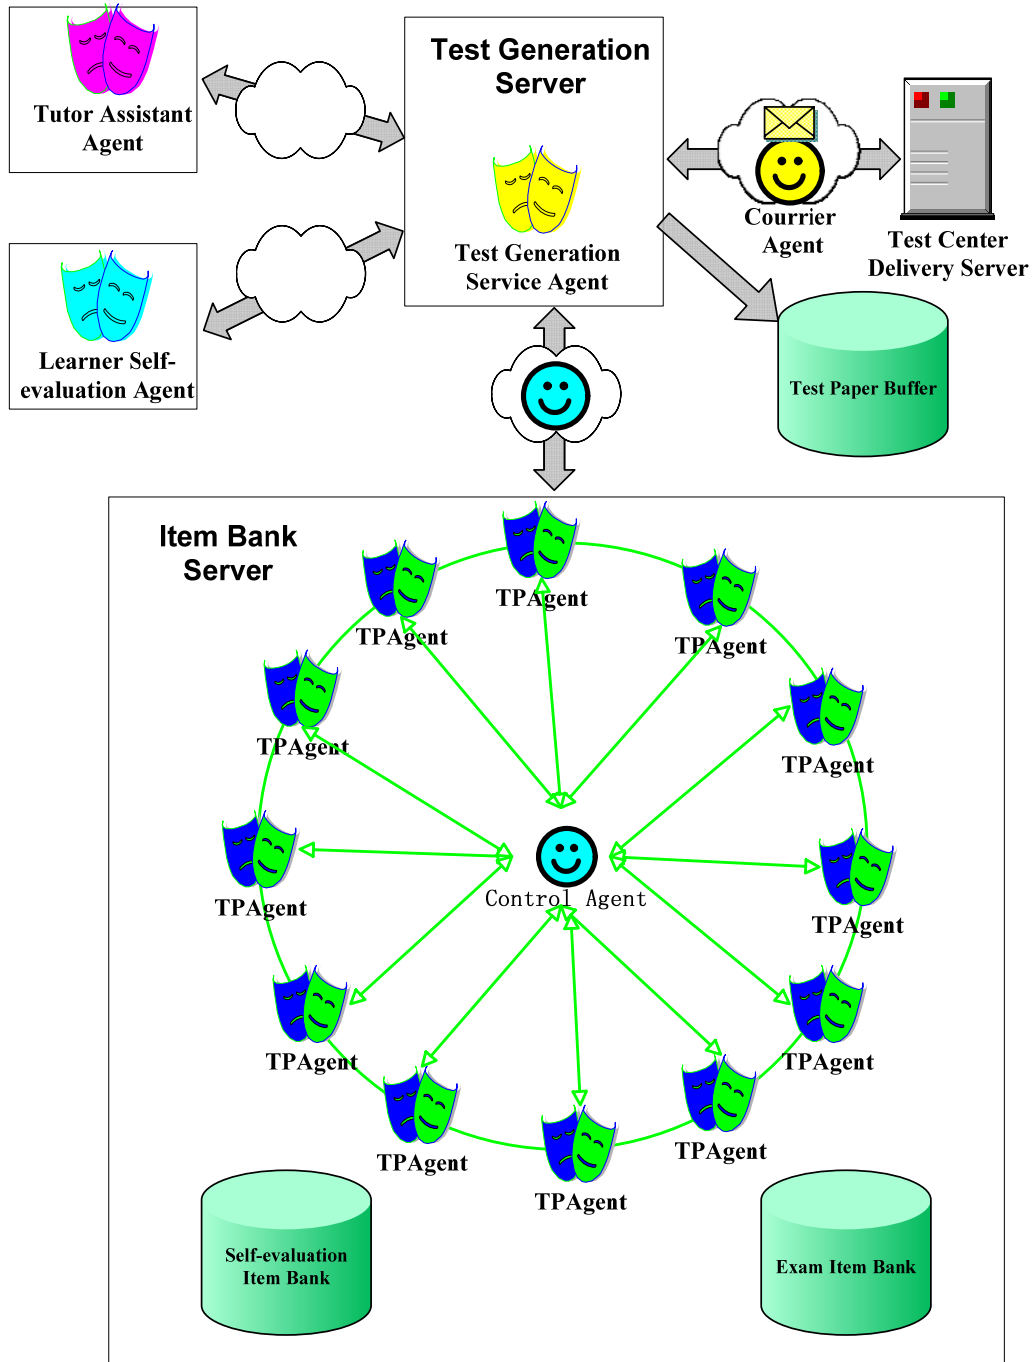 Tutor Assistant
Agent
Test Generation
Server
Test Generation
Service Agent
Courrier
Agent
Test Center
Delivery Server
Learner Self-
evaluation Agent
Test Paper Buffer
Item Bank
Server
TPAgent
TPAgent
TPAgent
TPAgent
TPAgent
TPAgent
Control Agent
TPAgent
TPAgent
TPAgent
TPAgent
TPAgent
TPAgent
Self-evaluation
Item Bank
Exam Item Bank